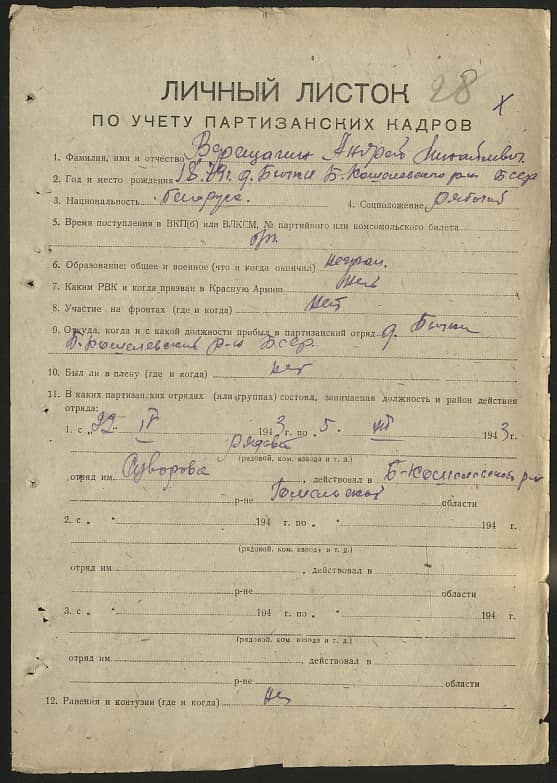 28 х
ЛИЧНЫЙ ЛИСТОК
ПО УЧЕТУ ПАРТИЗАНСКИХ КАДРОВ
1. Фамилия, имя и отчество Верещагин Андрей Михайлович
2. Год и место рождения 1879 г. д. Бычки Б-Кошелевского р-на БССР
3. Национальность беларус 4. Соцположение рабочий
5. Время поступления в ВКП(б) или ВЛКСМ, № партийного или комсомольского билета
б/п.
6. Образование: общее и военное (что и когда окончил) неграм.
7. Каким РВК и когда призван в Красную Армию нет
8. Участие на фронтах (где и когда) нет
9. Откуда, когда и с какой должности прибыл в партизанский отряд д. Бычки
Б. Кошелевский р-н БССР.
10. Был ли в плену (где и когда) нет
11. В каких партизанских отрядах (или группах) состоял, занимаемая должность и район действия
отряда:
1. с „22“ IV 1943 г. по „5. 1943 г.
рядовой
(рядовой, ком. взвода и т. д.)
отряд им. Суворова, действовал в Б-Кошелевском р-не
р-не Гомельской области
2. с „ “ 194 г. по „ “ 194 г.
(рядовой, ком. взвода и т. д.)
отряд им. , действовал в
р-не области
3. с „ “ 194 г. по „ “ 194 г.
(рядовой, ком. взвода и т. д.)
отряд им. , действовал в
р-не области
12. Ранения и контузии (где и когда) нет